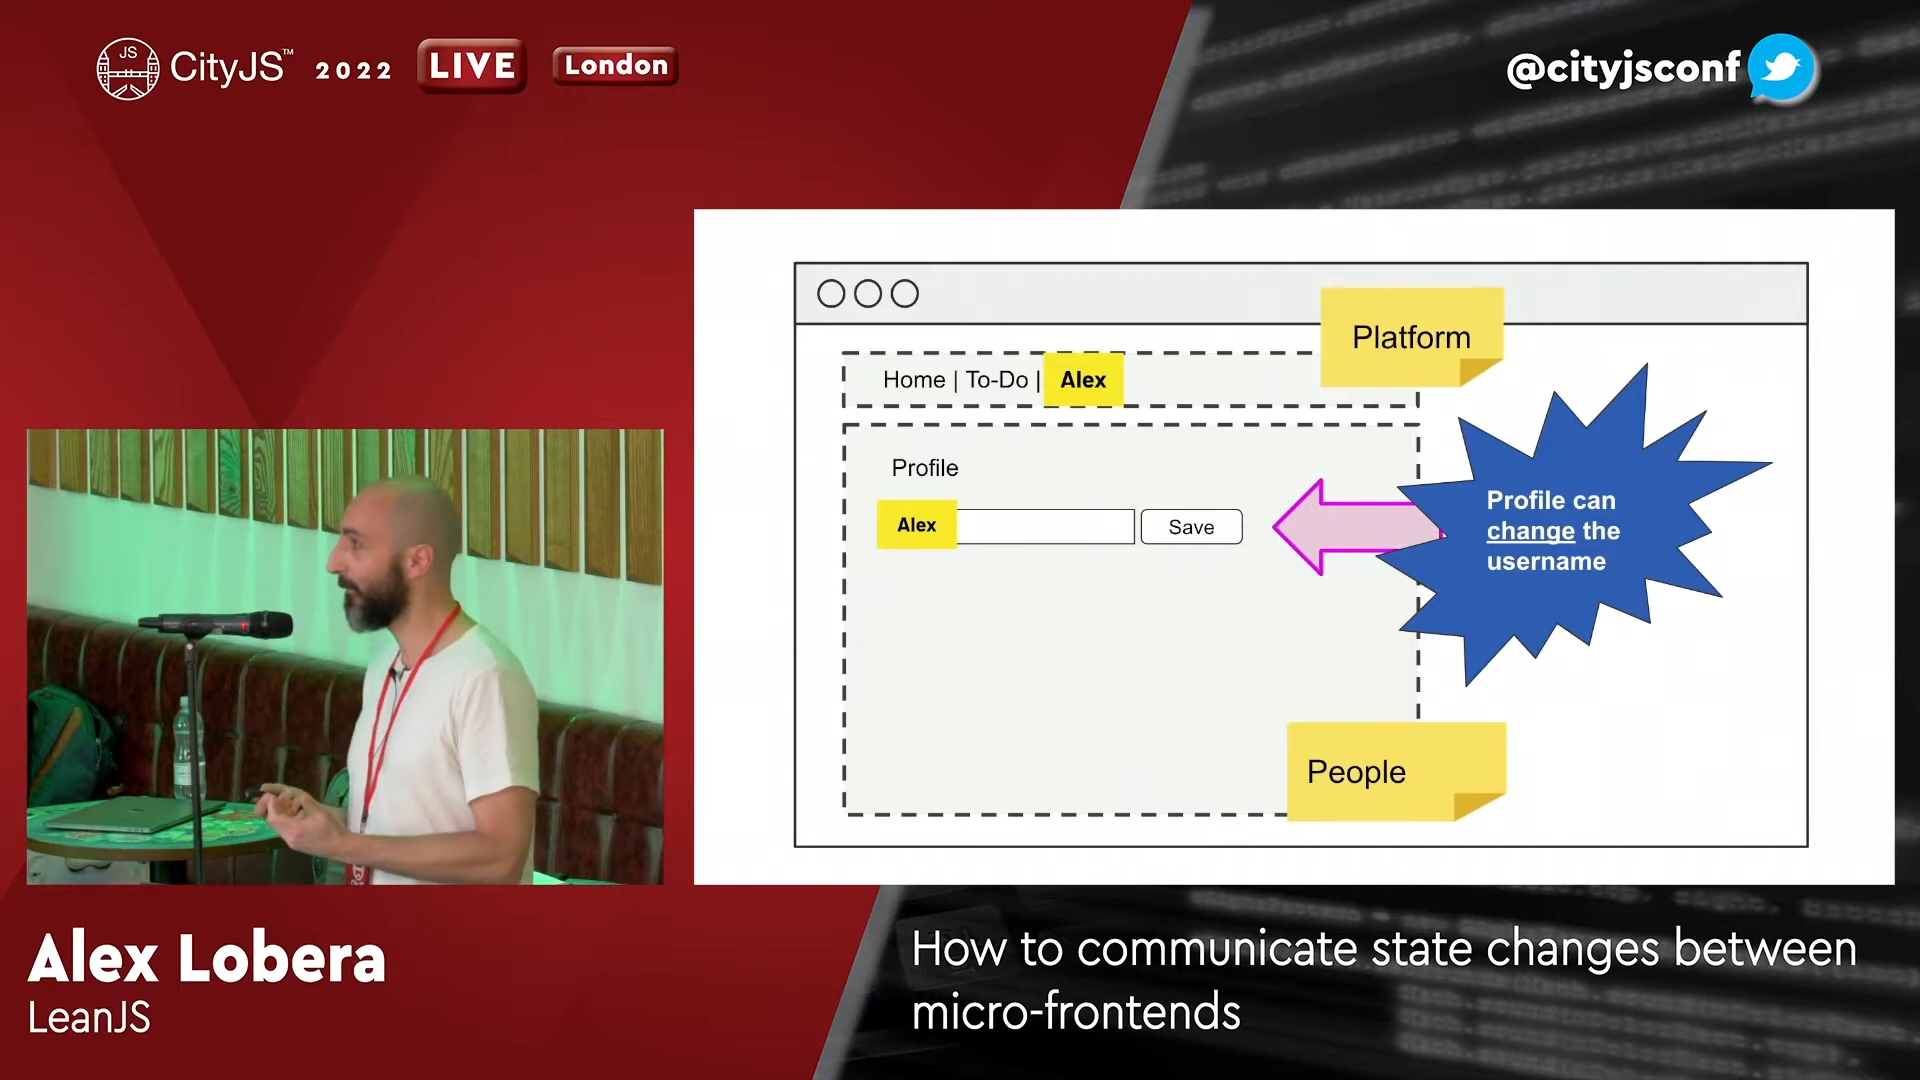 JS
CityJS™ 2022 LIVE London
@cityjsconf
Platform
Home | To-Do | Alex
Profile
Alex
Save
Profile can
change the
username
People
Alex Lobera
LeanJS
How to communicate state changes between
micro-frontends